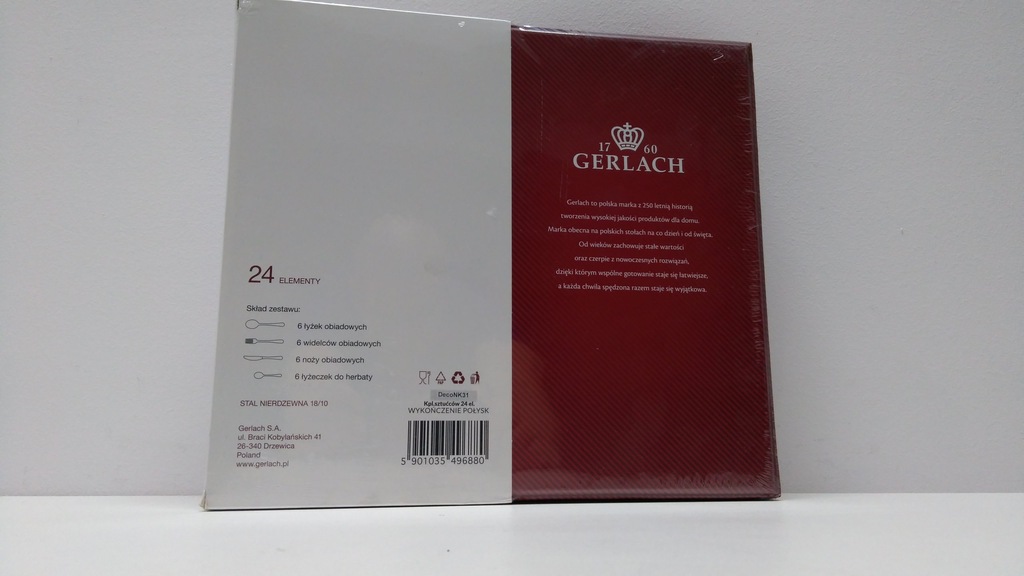 24 ELEMENTY
Skład zestawu:
6 łyżek obiadowych
6 widelców obiadowych
6 noży obiadowych
6 łyżeczek do herbaty
STAL NIERDZEWNA 18/10
Gerlach S.A.
ul. Braci Kobylańskich 41
26-340 Drzewica
Poland
www.gerlach.pl
DecoNK31
Kpl.sztućców 24 el.
WYKOŃCZENIE POŁYSK
5 901035 496880
17 60
GERLACH
Gerlach to polska marka z 250 letnią historią
tworzenia wysokiej jakości produktów dla domu.
Marka obecna na polskich stołach na co dzień i od święta.
Od wieków zachowuje stałe wartości
oraz czerpie z nowoczesnych rozwiązań,
dzięki którym wspólne gotowanie staje się łatwiejsze,
a każda chwila spędzona razem staje się wyjątkowa.